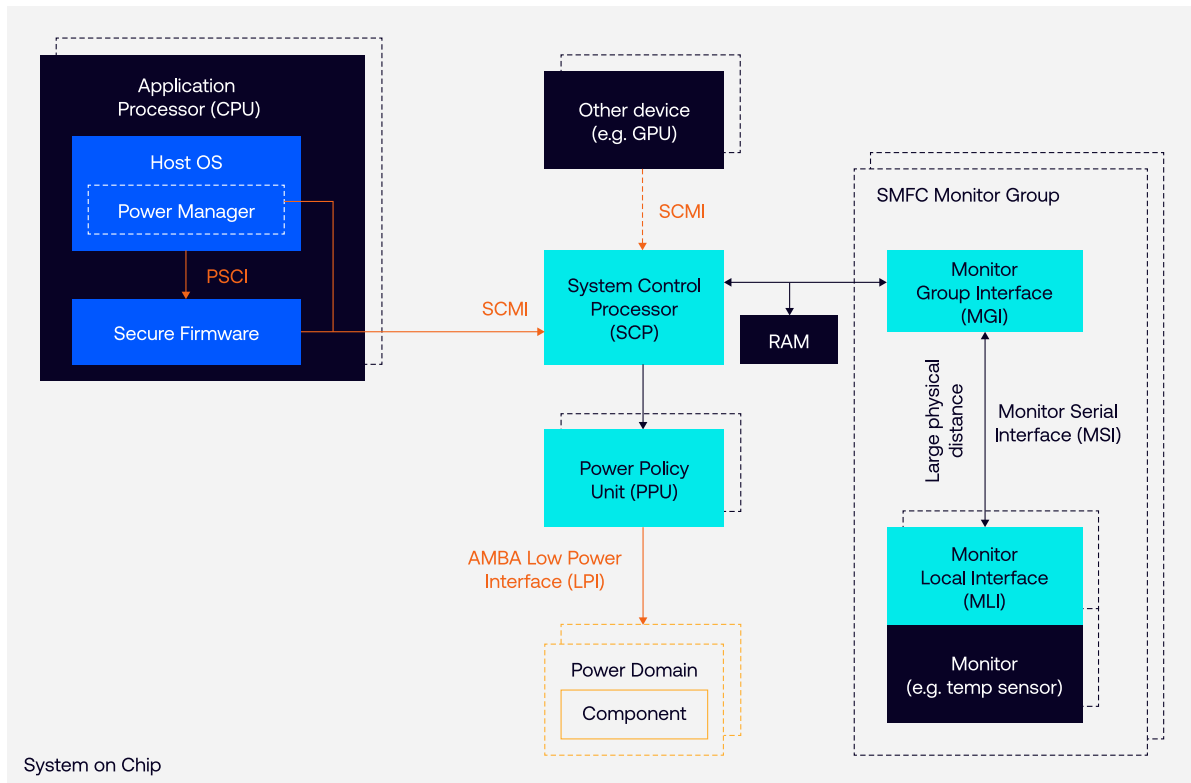 Application
Processor (CPU)
Host OS
Power Manager
PSCI
Secure Firmware
SCMI
Other device
(e.g. GPU)
SCMI
System Control
Processor
(SCP)
RAM
Power Policy
Unit (PPU)
AMBA Low Power
Interface (LPI)
Power Domain
Component
SMFC Monitor Group
Monitor
Group Interface
(MGI)
Large physical
distance
Monitor Serial
Interface (MSI)
Monitor
Local Interface
(MLI)
Monitor
(e.g. temp sensor)
System on Chip